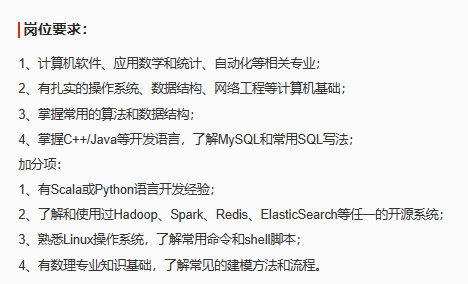 岗位要求：
1、计算机软件、应用数学和统计、自动化等相关专业；
2、有扎实的操作系统、数据结构、网络工程等计算机基础；
3、掌握常用的算法和数据结构；
4、掌握C++/Java等开发语言，了解MySQL和常用SQL写法；
加分项：
1、有Scala或Python语言开发经验；
2、了解和使用过Hadoop、Spark、Redis、ElasticSearch等任一的开源系统；
3、熟悉Linux操作系统，了解常用命令和shell脚本；
4、有数理专业知识基础，了解常见的建模方法和流程。